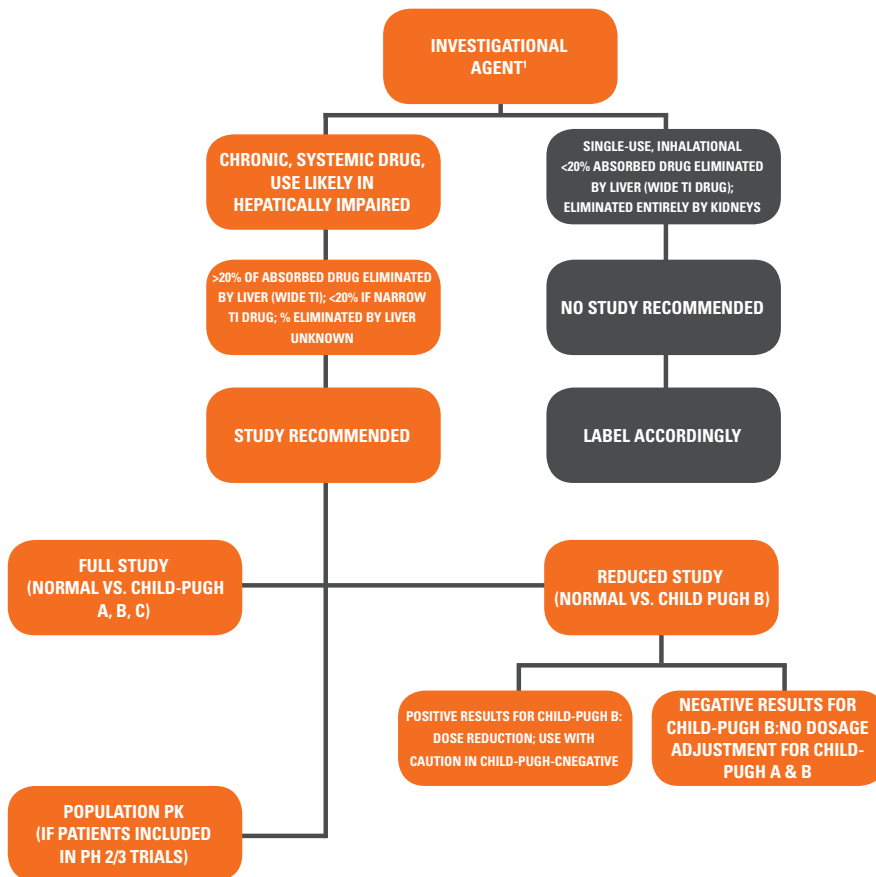 INVESTIGATIONAL
AGENT¹
CHRONIC, SYSTEMIC DRUG,
USE LIKELY IN
HEPATICALLY IMPAIRED
SINGLE-USE, INHALATIONAL
<20% ABSORBED DRUG ELIMINATED
BY LIVER (WIDE TI DRUG);
ELIMINATED ENTIRELY BY KIDNEYS
>20% OF ABSORBED DRUG ELIMINATED
BY LIVER (WIDE TI); <20% IF NARROW
TI DRUG; % ELIMINATED BY LIVER
UNKNOWN
NO STUDY RECOMMENDED
STUDY RECOMMENDED
LABEL ACCORDINGLY
FULL STUDY
(NORMAL VS. CHILD-PUGH
A, B, C)
REDUCED STUDY
(NORMAL VS. CHILD PUGH B)
POSITIVE RESULTS FOR CHILD-PUGH B:
DOSE REDUCTION; USE WITH
CAUTION IN CHILD-PUGH-CNEGATIVE
NEGATIVE RESULTS FOR
CHILD-PUGH B:NO DOSAGE
ADJUSTMENT FOR CHILD-
PUGH A & B
POPULATION PK
(IF PATIENTS INCLUDED
IN PH 2/3 TRIALS)